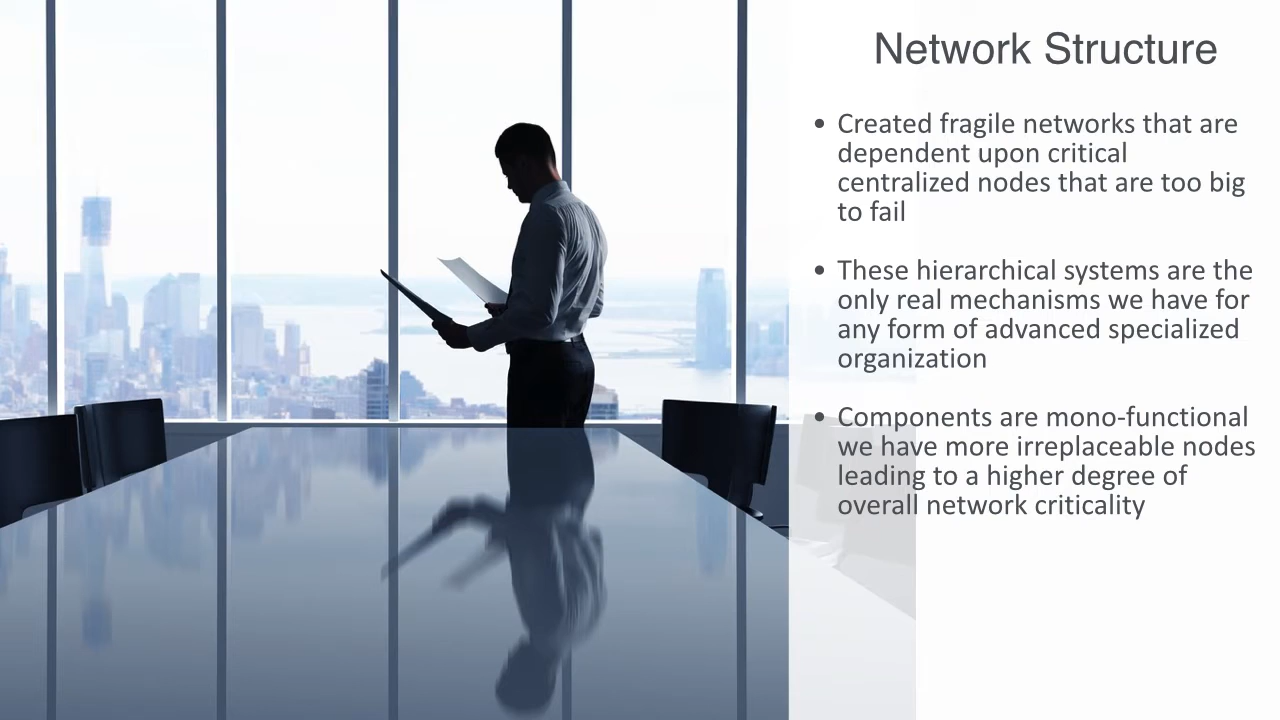 Network Structure
• Created fragile networks that are
dependent upon critical
centralized nodes that are too big
to fail
• These hierarchical systems are the
only real mechanisms we have for
any form of advanced specialized
organization
• Components are mono-functional
we have more irreplaceable nodes
leading to a higher degree of
overall network criticality